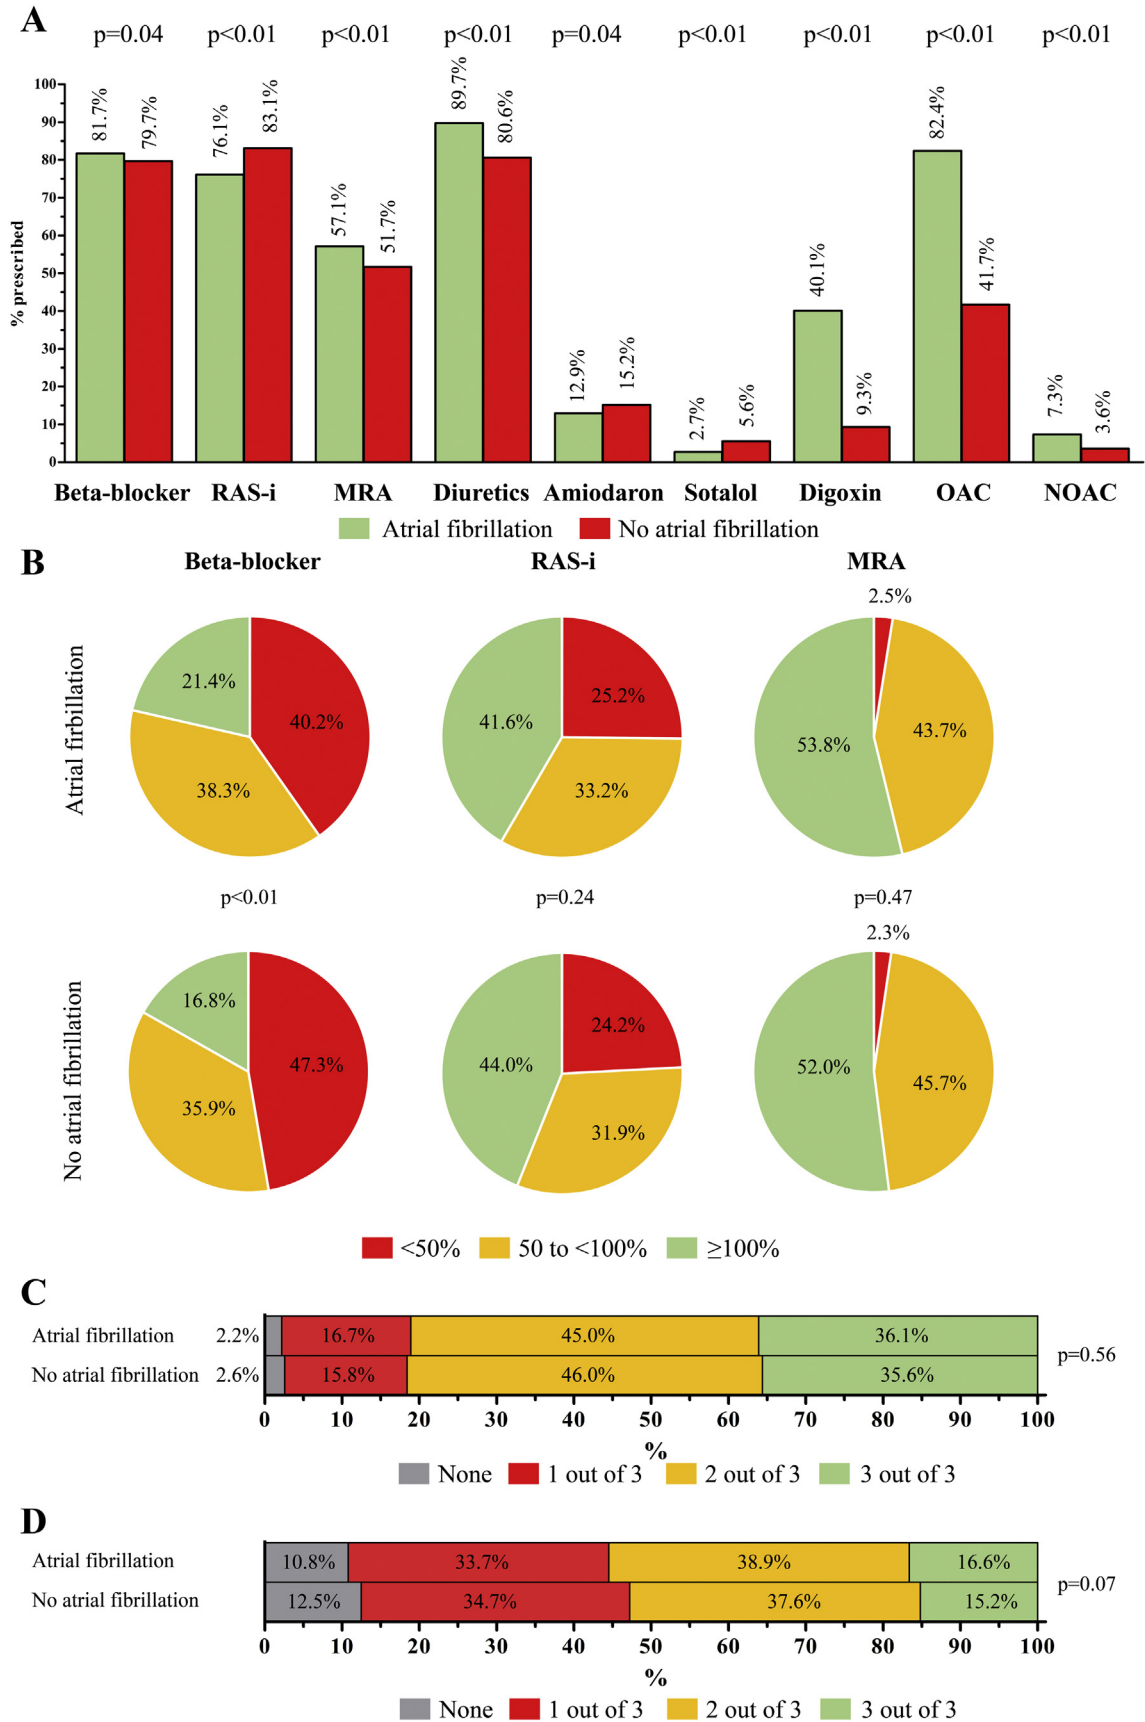 A
p=0.04 p<0.01 p<0.01 p<0.01 p=0.04 p<0.01 p<0.01 p<0.01 p<0.01
% prescribed
100
90
80
70
60
50
40
30
20
10
0
81.7% 79.7% 76.1% 83.1% 57.1% 51.7% 89.7% 80.6% 12.9% 15.2% 2.7% 5.6% 40.1% 9.3% 82.4% 41.7% 7.3% 3.6%
Beta-blocker RAS-i MRA Diuretics Amiodaron Sotalol Digoxin OAC NOAC
Atrial fibrillation No atrial fibrillation
B
Beta-blocker RAS-i MRA
Atrial firbillation
2.5%
21.4% 40.2% 38.3%
41.6% 25.2% 33.2%
53.8% 43.7%
p<0.01 p=0.24 p=0.47
No atrial fibrillation
2.3%
16.8% 47.3% 35.9%
44.0% 24.2% 31.9%
52.0% 45.7%
<50% 50 to <100% ≥100%
C
Atrial fibrillation 2.2% 16.7% 45.0% 36.1%
No atrial fibrillation 2.6% 15.8% 46.0% 35.6%
p=0.56
0 10 20 30 40 50 60 70 80 90 100
%
None 1 out of 3 2 out of 3 3 out of 3
D
Atrial fibrillation 10.8% 33.7% 38.9% 16.6%
No atrial fibrillation 12.5% 34.7% 37.6% 15.2%
p=0.07
0 10 20 30 40 50 60 70 80 90 100
%
None 1 out of 3 2 out of 3 3 out of 3